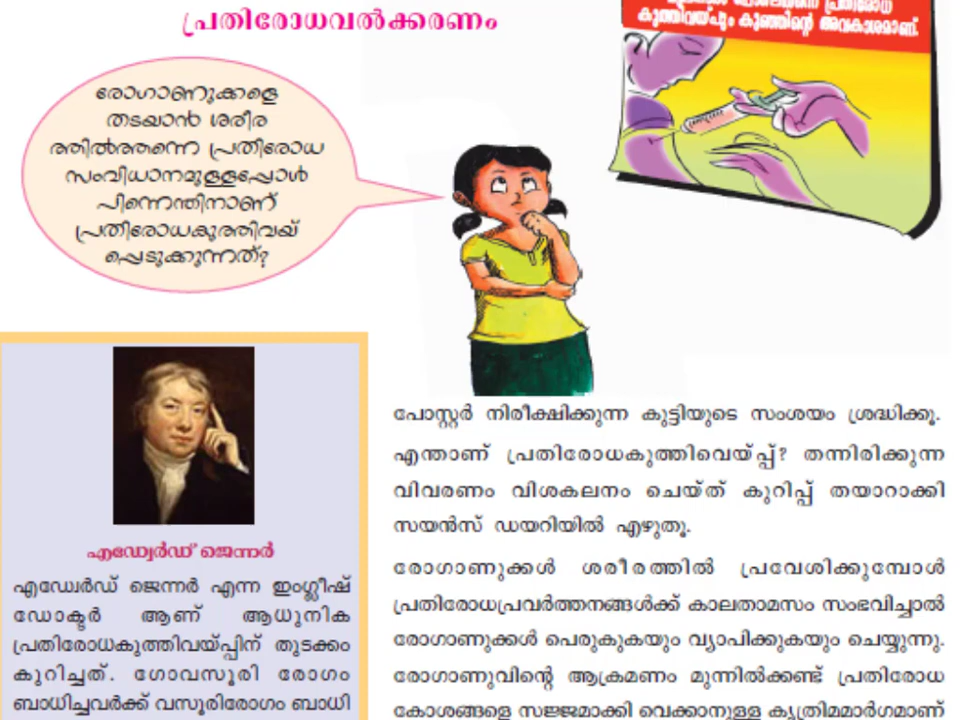 പ്രതിരോധവൽക്കരണം
കുത്തിവയ്പും കുഞ്ഞിന്റെ അവകാശമാണ്.
രോഗാണുക്കളെ
തടയാൻ ശരീര
ത്തിൽത്തന്നെ പ്രതിരോധ
സംവിധാനമുള്ളപ്പോൾ
പിന്നെന്തിനാണ്
പ്രതിരോധകുത്തിവയ്
പ്പെടുക്കുന്നത്?
എഡ്വേർഡ് ജെന്നർ
എഡ്വേർഡ് ജെന്നർ എന്ന ഇംഗ്ലീഷ്
ഡോക്ടർ ആണ് ആധുനിക
പ്രതിരോധകുത്തിവയ്പ്പിന് തുടക്കം
കുറിച്ചത്. ഗോവസൂരി രോഗം
ബാധിച്ചവർക്ക് വസൂരിരോഗം ബാധി
പോസ്റ്റർ നിരീക്ഷിക്കുന്ന കുട്ടിയുടെ സംശയം ശ്രദ്ധിക്കൂ.
എന്താണ് പ്രതിരോധകുത്തിവെയ്പ്പ്? തന്നിരിക്കുന്ന
വിവരണം വിശകലനം ചെയ്ത് കുറിപ്പ് തയാറാക്കി
സയൻസ് ഡയറിയിൽ എഴുതൂ.
രോഗാണുക്കൾ ശരീരത്തിൽ പ്രവേശിക്കുമ്പോൾ
പ്രതിരോധപ്രവർത്തനങ്ങൾക്ക് കാലതാമസം സംഭവിച്ചാൽ
രോഗാണുക്കൾ പെരുകുകയും വ്യാപിക്കുകയും ചെയ്യുന്നു.
രോഗാണുവിന്റെ ആക്രമണം മുന്നിൽക്കണ്ട് പ്രതിരോധ
കോശങ്ങളെ സജ്ജമാക്കി വെക്കാനുള്ള കൃത്രിമമാർഗമാണ്